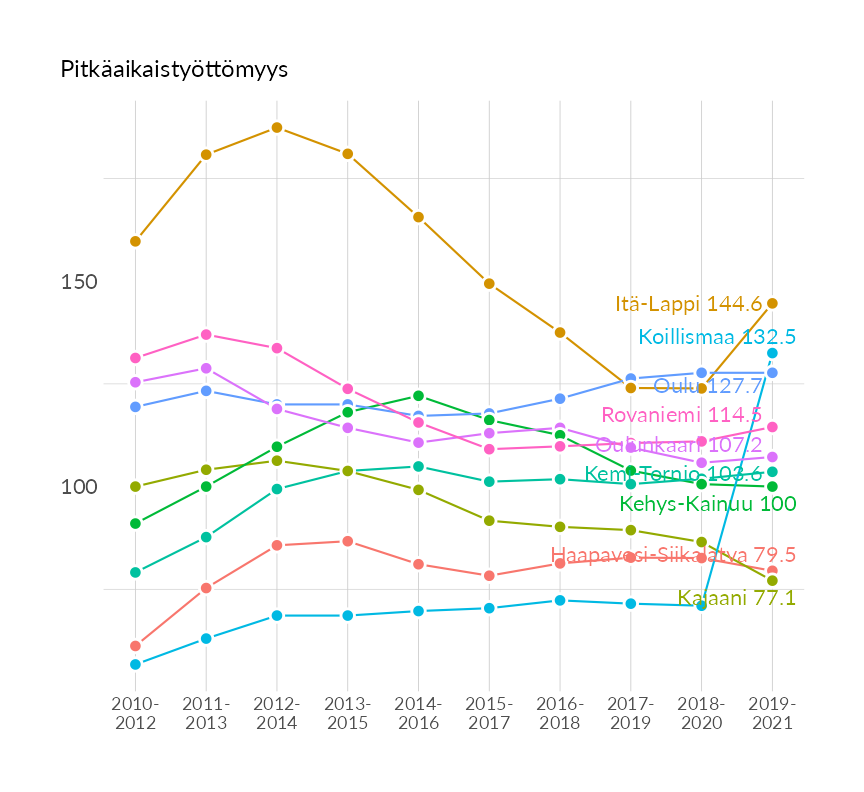 Pitkäaikaistyöttömyys
150
100
Itä-Lappi 144.6
Koillismaa 132.5
Oulu 127.7
Rovaniemi 114.5
Oulunkaari 107.2
Kemi-Tornio 103.6
Kehys-Kainuu 100
Haapavesi-Siikalatva 79.5
Kajaani 77.1
2010- 2011- 2012- 2013- 2014- 2015- 2016- 2017- 2018- 2019-
2012 2013 2014 2015 2016 2017 2018 2019 2020 2021